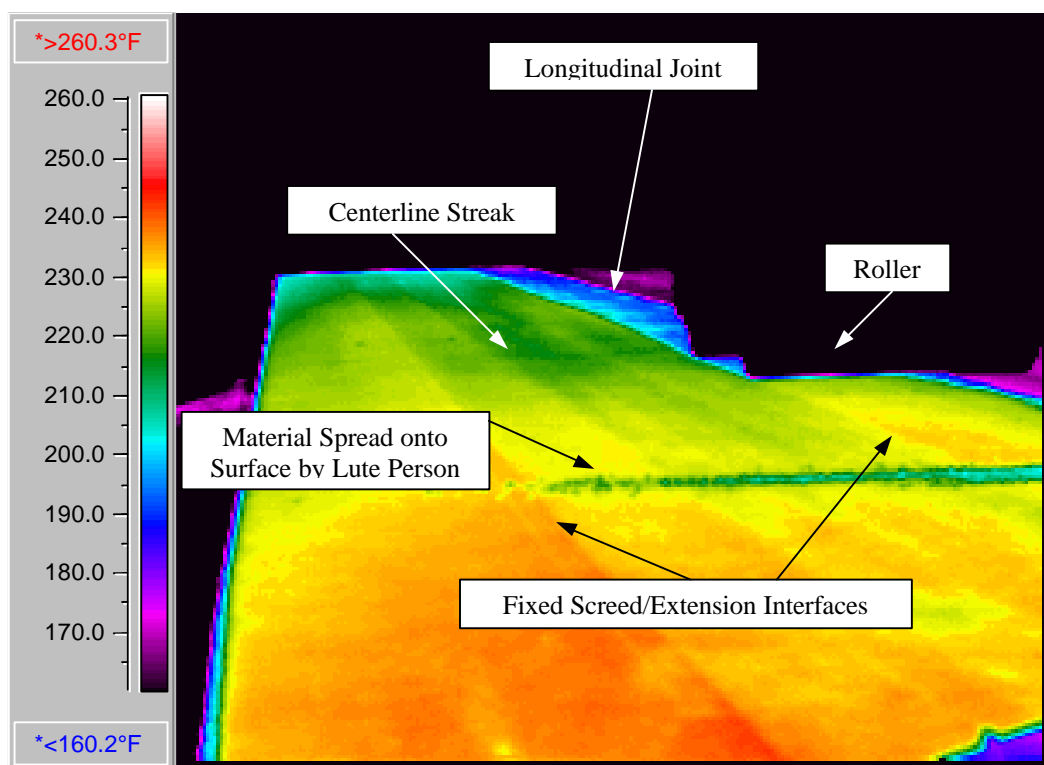 *>260.3°F
260.0
250.0
240.0
230.0
220.0
210.0
200.0
190.0
180.0
170.0
*<160.2°F
Longitudinal Joint
Centerline Streak
Roller
Material Spread onto
Surface by Lute Person
Fixed Screed/Extension Interfaces